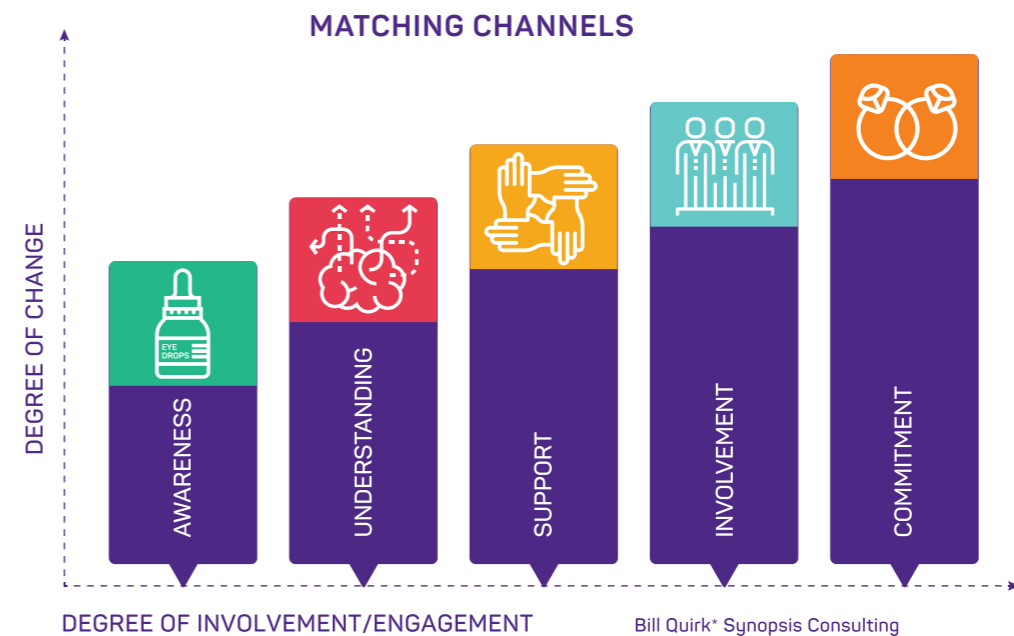 MATCHING CHANNELS
DEGREE OF CHANGE
EYE
DROPS
AWARENESS
UNDERSTANDING
SUPPORT
INVOLVEMENT
COMMITMENT
DEGREE OF INVOLVEMENT/ENGAGEMENT
Bill Quirk* Synopsis Consulting